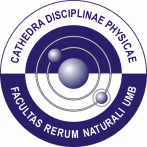 CATHEDRA DISCIPLINAE PHYSICAE
FACULTAS RERUM NATURALI UMB